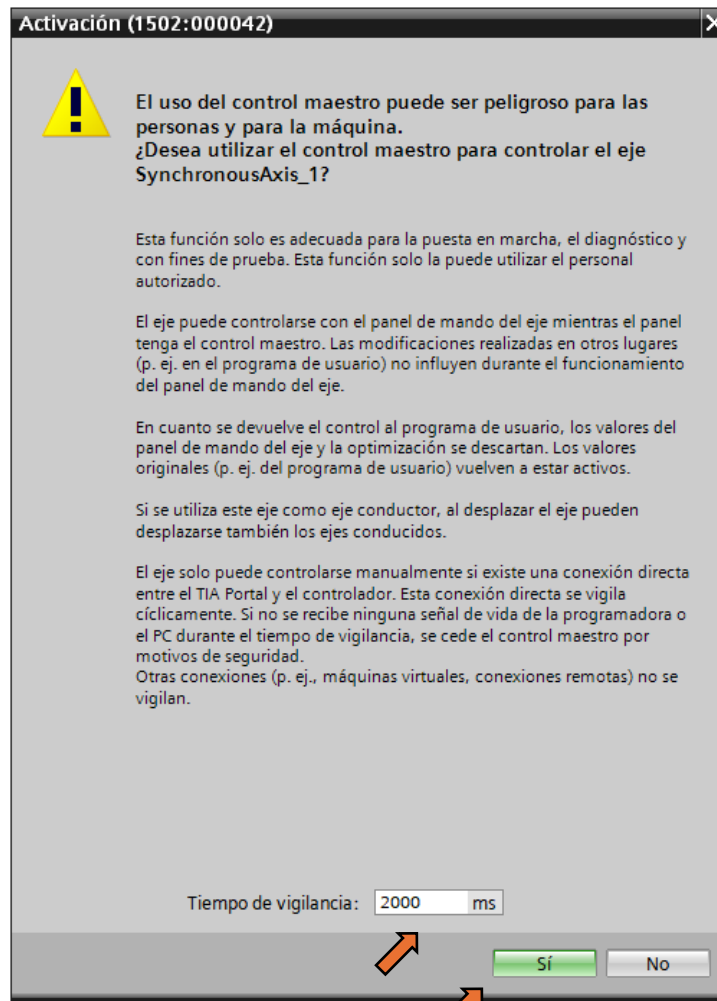 Activación (1502:000042)
El uso del control maestro puede ser peligroso para las
personas y para la máquina.
¿Desea utilizar el control maestro para controlar el eje
SynchronousAxis_1?
Esta función solo es adecuada para la puesta en marcha, el diagnóstico y
con fines de prueba. Esta función solo la puede utilizar el personal
autorizado.
El eje puede controlarse con el panel de mando del eje mientras el panel
tenga el control maestro. Las modificaciones realizadas en otros lugares
(p. ej. en el programa de usuario) no influyen durante el funcionamiento
del panel de mando del eje.
En cuanto se devuelve el control al programa de usuario, los valores del
panel de mando del eje y la optimización se descartan. Los valores
originales (p. ej. del programa de usuario) vuelven a estar activos.
Si se utiliza este eje como eje conductor, al desplazar el eje pueden
desplazarse también los ejes conducidos.
El eje solo puede controlarse manualmente si existe una conexión directa
entre el TIA Portal y el controlador. Esta conexión directa se vigila
cíclicamente. Si no se recibe ninguna señal de vida de la programadora o
el PC durante el tiempo de vigilancia, se cede el control maestro por
motivos de seguridad.
Otras conexiones (p. ej., máquinas virtuales, conexiones remotas) no se
vigilan.
Tiempo de vigilancia: 2000 ms
Sí No